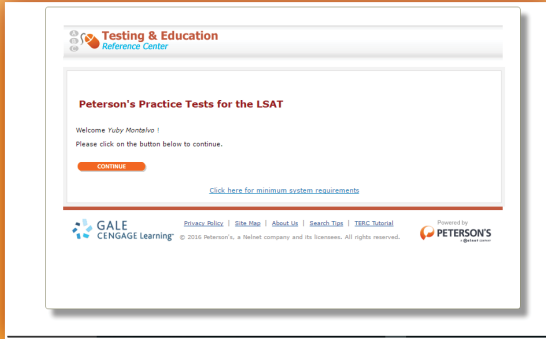 Testing & Education
Reference Center
Peterson's Practice Tests for the LSAT
Welcome Yuby Montalvo !
Please click on the button below to continue.
CONTINUE
Click here for minimum system requirements
GALE
CENGAGE Learning
Privacy Policy | Site Map | About Us | Search Tips | TERC Tutorial
© 2016 Peterson's, a Nelnet company and its licensees. All rights reserved.
Powered by
PETERSON'S
a nelnet company